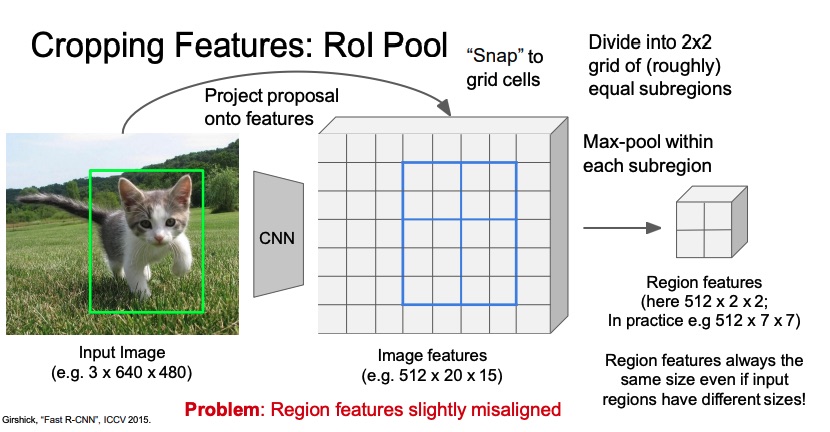 Cropping Features: RoI Pool
"Snap" to
grid cells
Divide into 2x2
grid of (roughly)
equal subregions
Project proposal
onto features
Max-pool within
each subregion
CNN
Region features
(here 512 x 2 x 2;
In practice e.g 512 x 7 x 7)
Input Image
(e.g. 3 x 640 x 480)
Image features
(e.g. 512 x 20 x 15)
Region features always the
same size even if input
regions have different sizes!
Problem: Region features slightly misaligned
Girshick, "Fast R-CNN", ICCV 2015.